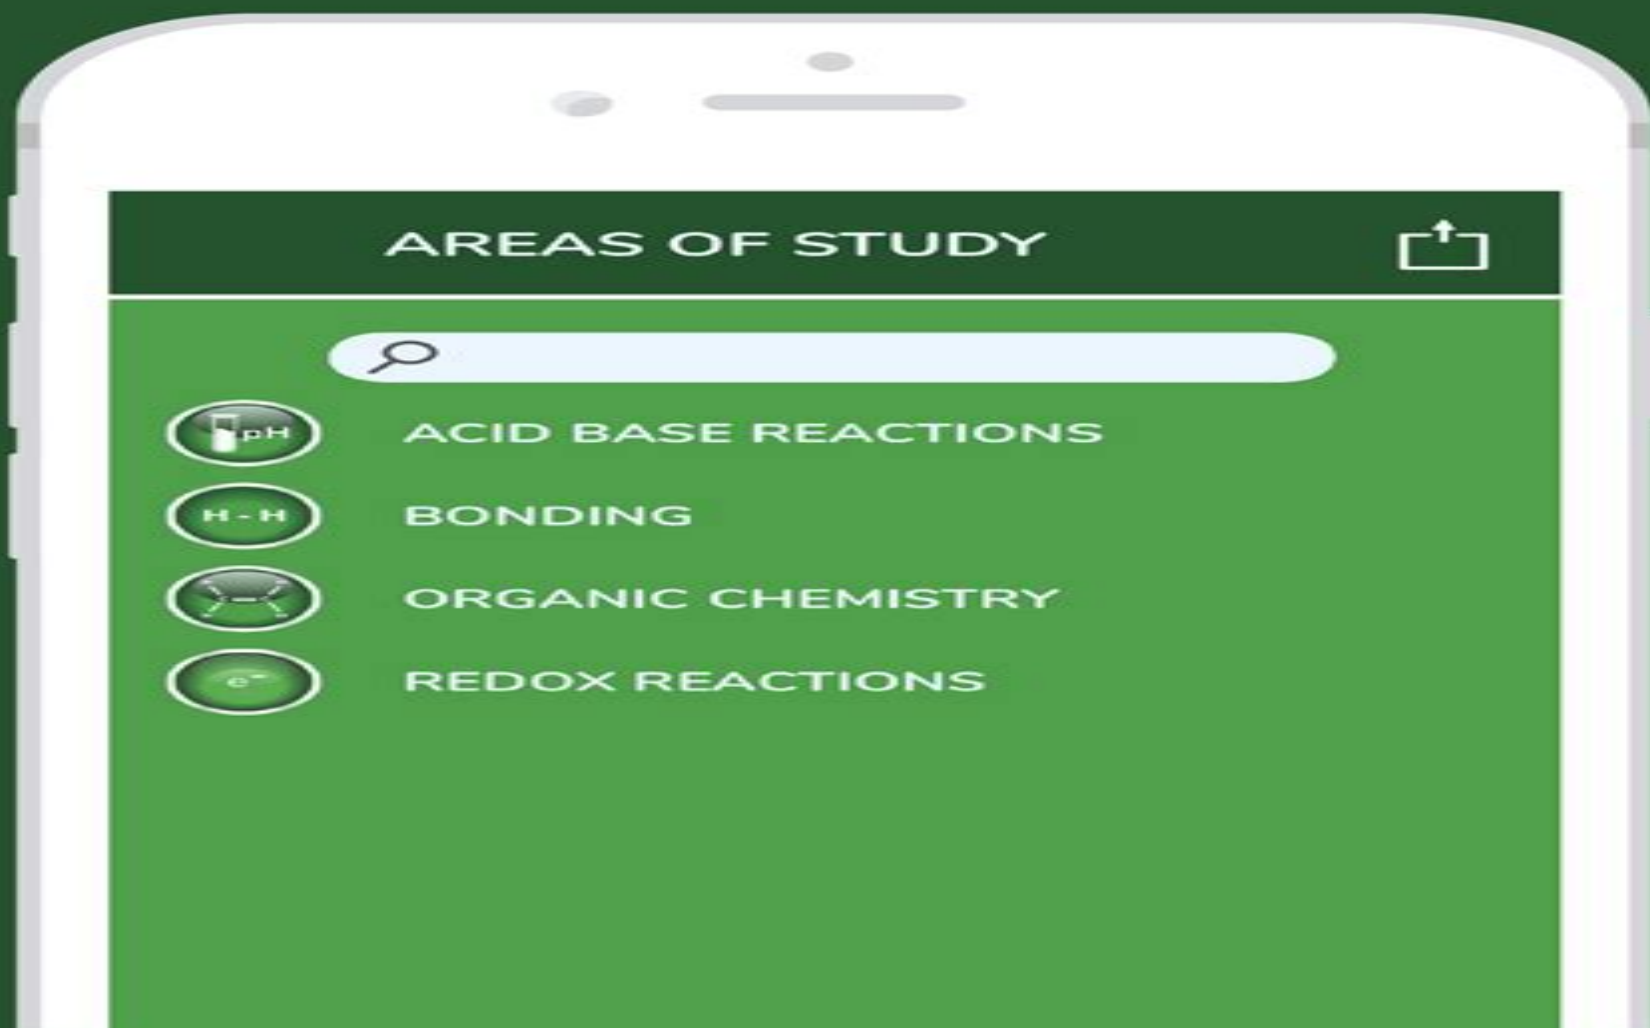 AREAS OF STUDY
pH ACID BASE REACTIONS
H - H BONDING
ORGANIC CHEMISTRY
e⁻ REDOX REACTIONS